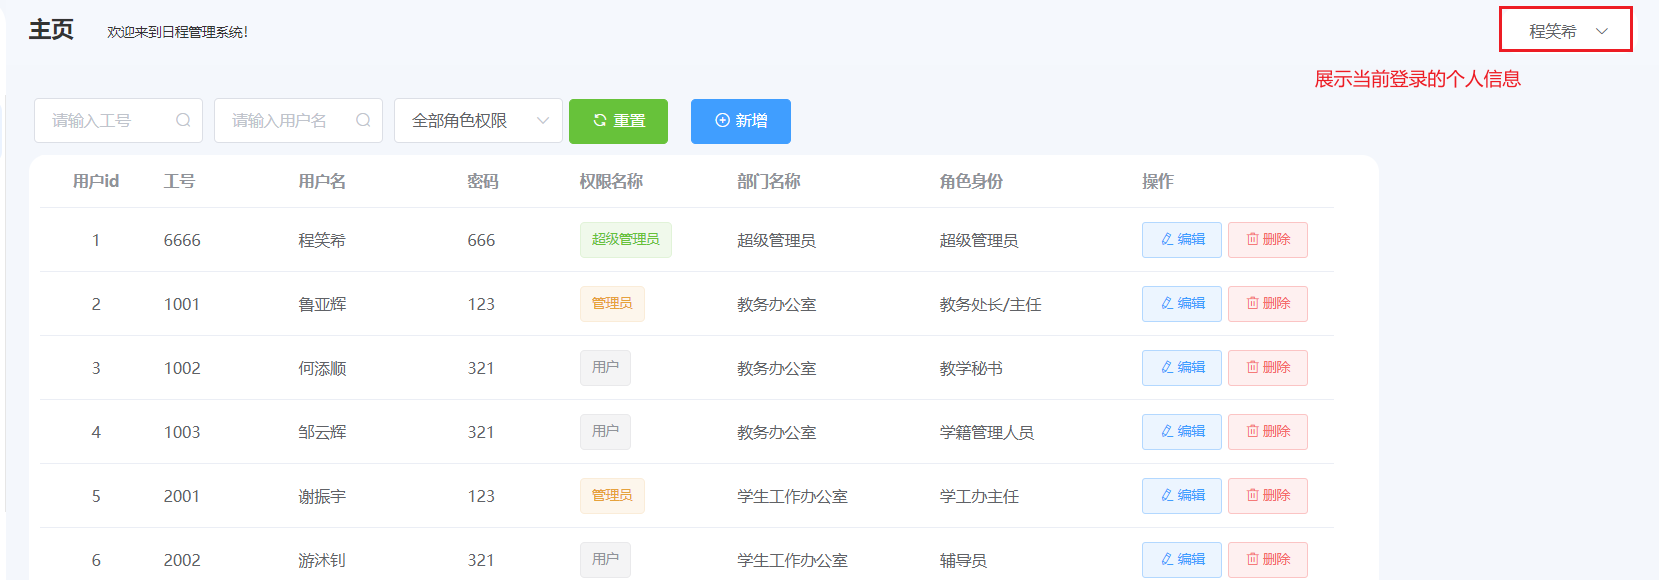 主页 欢迎来到日程管理系统! 程笑希
展示当前登录的个人信息
请输入工号 请输入用户名 全部角色权限 重置 新增
用户id 工号 用户名 密码 权限名称 部门名称 角色身份 操作
1 6666 程笑希 666 超级管理员 超级管理员 超级管理员 编辑 删除
2 1001 鲁亚辉 123 管理员 教务办公室 教务处长/主任 编辑 删除
3 1002 何添顺 321 用户 教务办公室 教学秘书 编辑 删除
4 1003 邹云辉 321 用户 教务办公室 学籍管理人员 编辑 删除
5 2001 谢振宇 123 管理员 学生工作办公室 学工办主任 编辑 删除
6 2002 游沭钊 321 用户 学生工作办公室 辅导员 编辑 删除